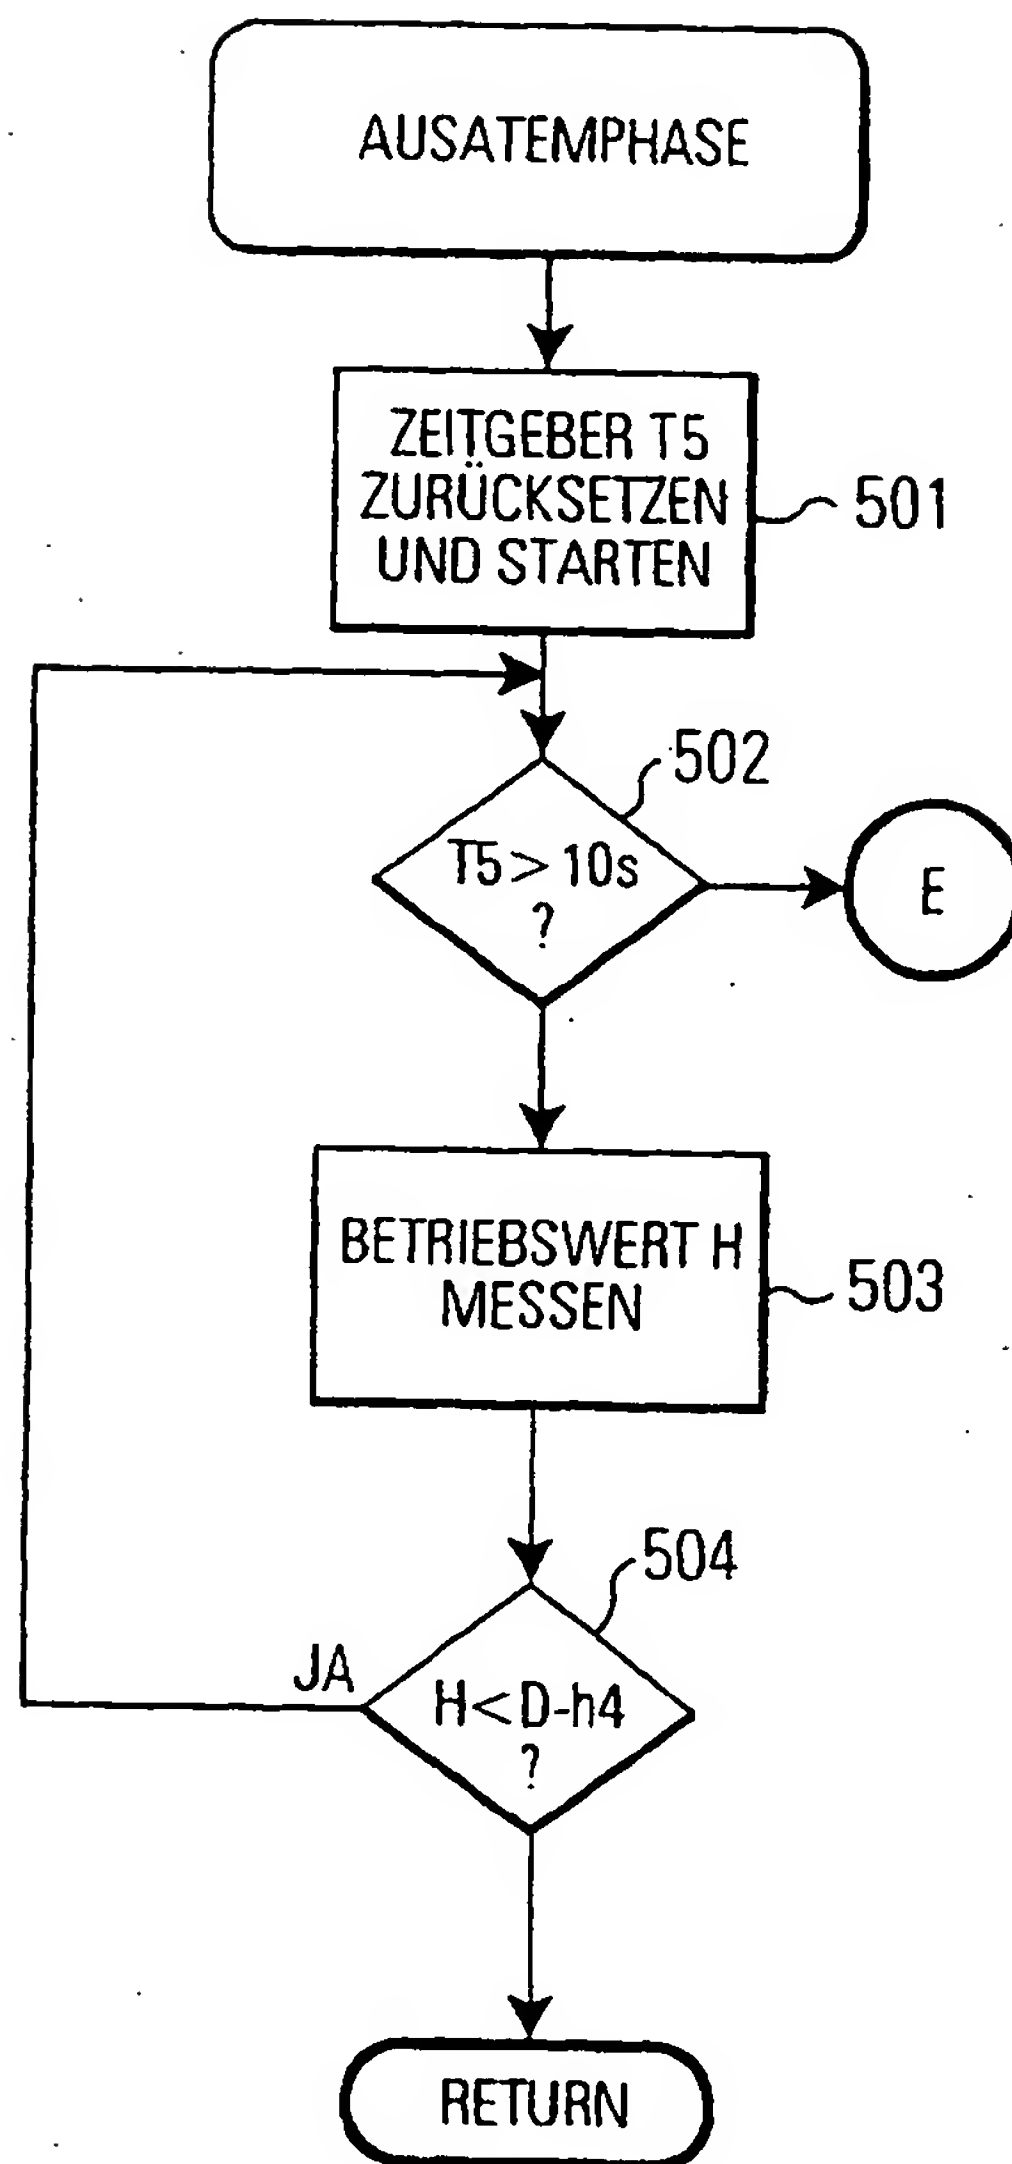 AUSATEMPHASE
ZEITGEBER T5
ZURÜCKSETZEN
UND STARTEN
501
502
T5 > 10s
?
E
BETRIEBSWERT H
MESSEN
503
504
JA
H < D-h4
?
RETURN